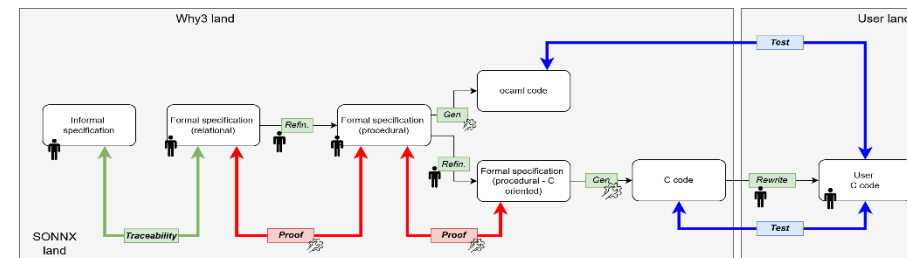 Why3 land
User land
Test
ocaml code
Informal
specification
Formal specification
(relational)
Refin.
Formal specification
(procedural)
Gen
Refin.
Formal specification
(procedural - C
oriented)
Gen
C code
Rewrite
User
C code
Traceability
Proof
Proof
Test
SONNX
land